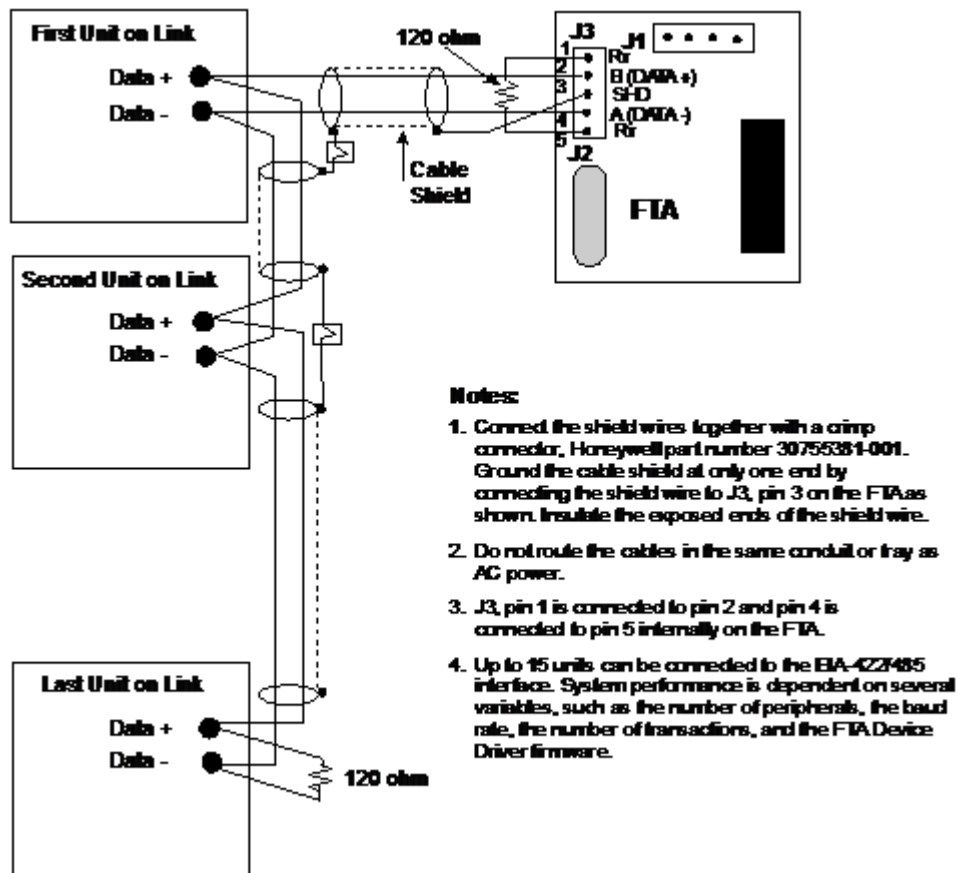 First Unit on Link
Data +
Data -
120 ohm
Cable
Shield
J3
J1
1
2
3
4
5
Rr
B (DATA +)
SHD
A (DATA -)
Rr
J2
FTA
Second Unit on Link
Data +
Data -
Last Unit on Link
Data +
Data -
120 ohm
Notes:
1. Connect the shield wires together with a crimp
connector, Honeywell part number 30755381-001.
Ground the cable shield at only one end by
connecting the shield wire to J3, pin 3 on the FTA as
shown. Insulate the exposed ends of the shield wire.
2. Do not route the cables in the same conduit or tray as
AC power.
3. J3, pin 1 is connected to pin 2 and pin 4 is
connected to pin 5 internally on the FTA.
4. Up to 15 units can be connected to the EIA-422/485
interface. System performance is dependent on several
variables, such as the number of peripherals, the baud
rate, the number of transactions, and the FTA Device
Driver firmware.